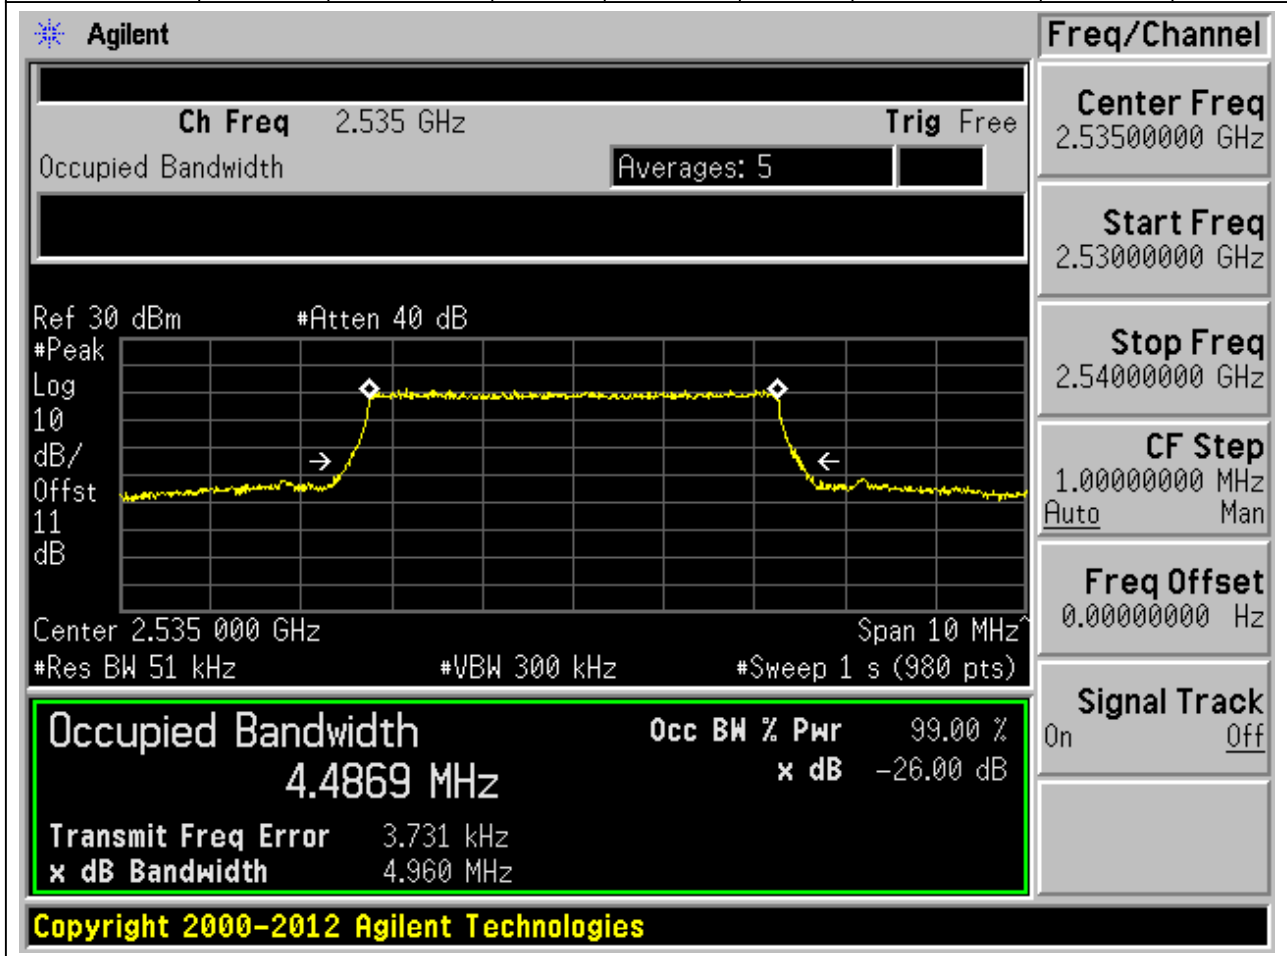 Agilent
Freq/Channel
Ch Freq 2.535 GHz Trig Free
Occupied Bandwidth Averages: 5
Center Freq
2.53500000 GHz
Start Freq
2.53000000 GHz
Stop Freq
2.54000000 GHz
CF Step
1.00000000 MHz
Auto Man
Freq Offset
0.00000000 Hz
Signal Track
On Off
Ref 30 dBm #Atten 40 dB
#Peak
Log
10
dB/
Offst
11
dB
Center 2.535 000 GHz Span 10 MHz^
#Res BW 51 kHz #VBW 300 kHz #Sweep 1 s (980 pts)
Occupied Bandwidth Occ BW % Pwr 99.00 %
4.4869 MHz x dB -26.00 dB
Transmit Freq Error 3.731 kHz
x dB Bandwidth 4.960 MHz
Copyright 2000-2012 Agilent Technologies